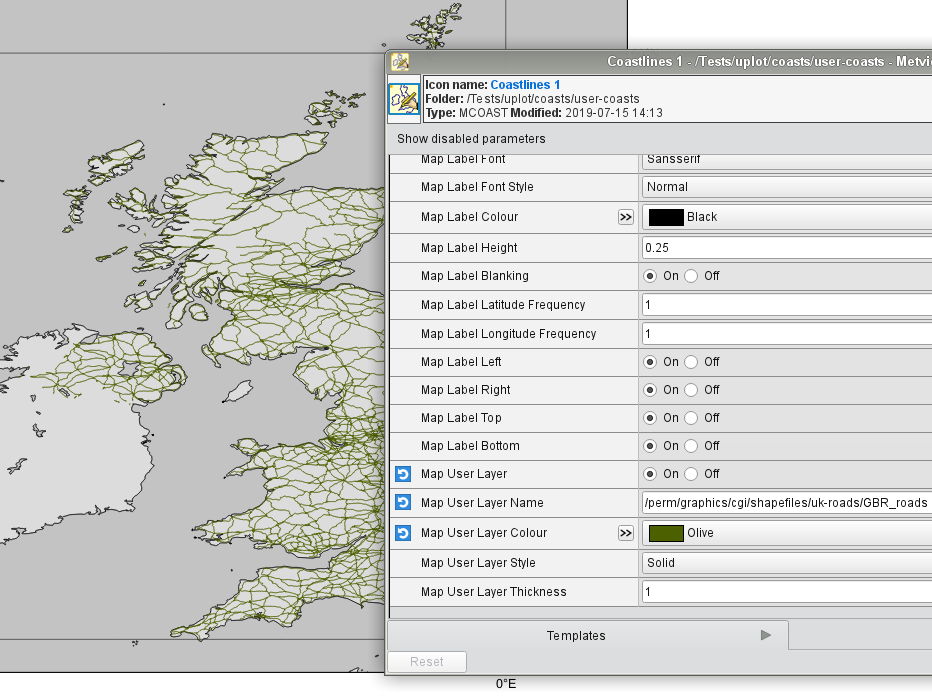 Coastlines 1 - /Tests/uplot/coasts/user-coasts - Metvi
Icon name: Coastlines 1
Folder: /Tests/uplot/coasts/user-coasts
Type: MCOAST Modified: 2019-07-15 14:13
Show disabled parameters
Map Label Font Sansserif
Map Label Font Style Normal
Map Label Colour >> Black
Map Label Height 0.25
Map Label Blanking On Off
Map Label Latitude Frequency 1
Map Label Longitude Frequency 1
Map Label Left On Off
Map Label Right On Off
Map Label Top On Off
Map Label Bottom On Off
Map User Layer On Off
Map User Layer Name /perm/graphics/cgi/shapefiles/uk-roads/GBR_roads
Map User Layer Colour >> Olive
Map User Layer Style Solid
Map User Layer Thickness 1
Templates
Reset
0°E